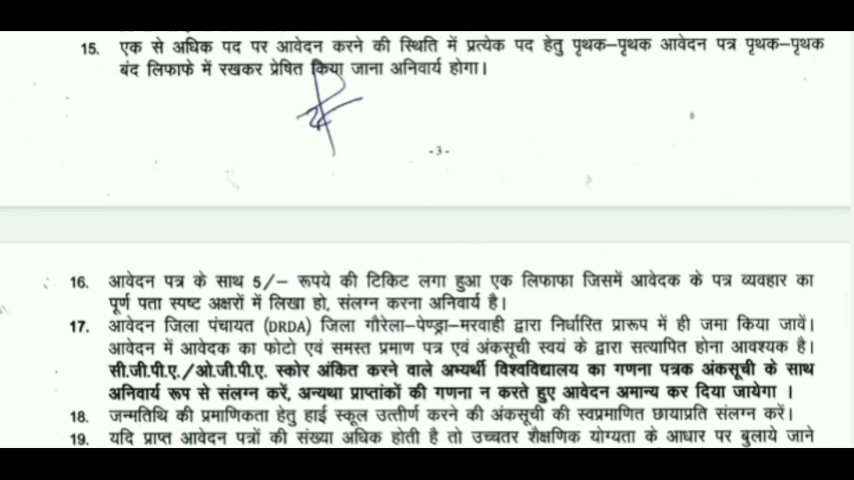 15. एक से अधिक पद पर आवेदन करने की स्थिति में प्रत्येक पद हेतु पृथक–पृथक आवेदन पत्र पृथक–पृथक
बंद लिफाफे में रखकर प्रेषित किया जाना अनिवार्य होगा।
-3-
16. आवेदन पत्र के साथ 5/– रूपये की टिकिट लगा हुआ एक लिफाफा जिसमें आवेदक के पत्र व्यवहार का
पूर्ण पता स्पष्ट अक्षरों में लिखा हो, संलग्न करना अनिवार्य है।
17. आवेदन जिला पंचायत (DRDA) जिला गौरेला–पेण्ड्रा–मरवाही द्वारा निर्धारित प्रारूप में ही जमा किया जावें।
आवेदन में आवेदक का फोटो एवं समस्त प्रमाण पत्र एवं अंकसूची स्वयं के द्वारा सत्यापित होना आवश्यक है।
सी.जी.पी.ए./ओ.जी.पी.ए. स्कोर अंकित करने वाले अभ्यर्थी विश्वविद्यालय का गणना पत्रक अंकसूची के साथ
अनिवार्य रूप से संलग्न करें, अन्यथा प्राप्तांकों की गणना न करते हुए आवेदन अमान्य कर दिया जायेगा ।
18. जन्मतिथि की प्रमाणिकता हेतु हाई स्कूल उत्तीर्ण करने की अंकसूची की स्वप्रमाणित छायाप्रति संलग्न करें।
19. यदि प्राप्त आवेदन पत्रों की संख्या अधिक होती है तो उच्चतर शैक्षणिक योग्यता के आधार पर बुलाये जाने